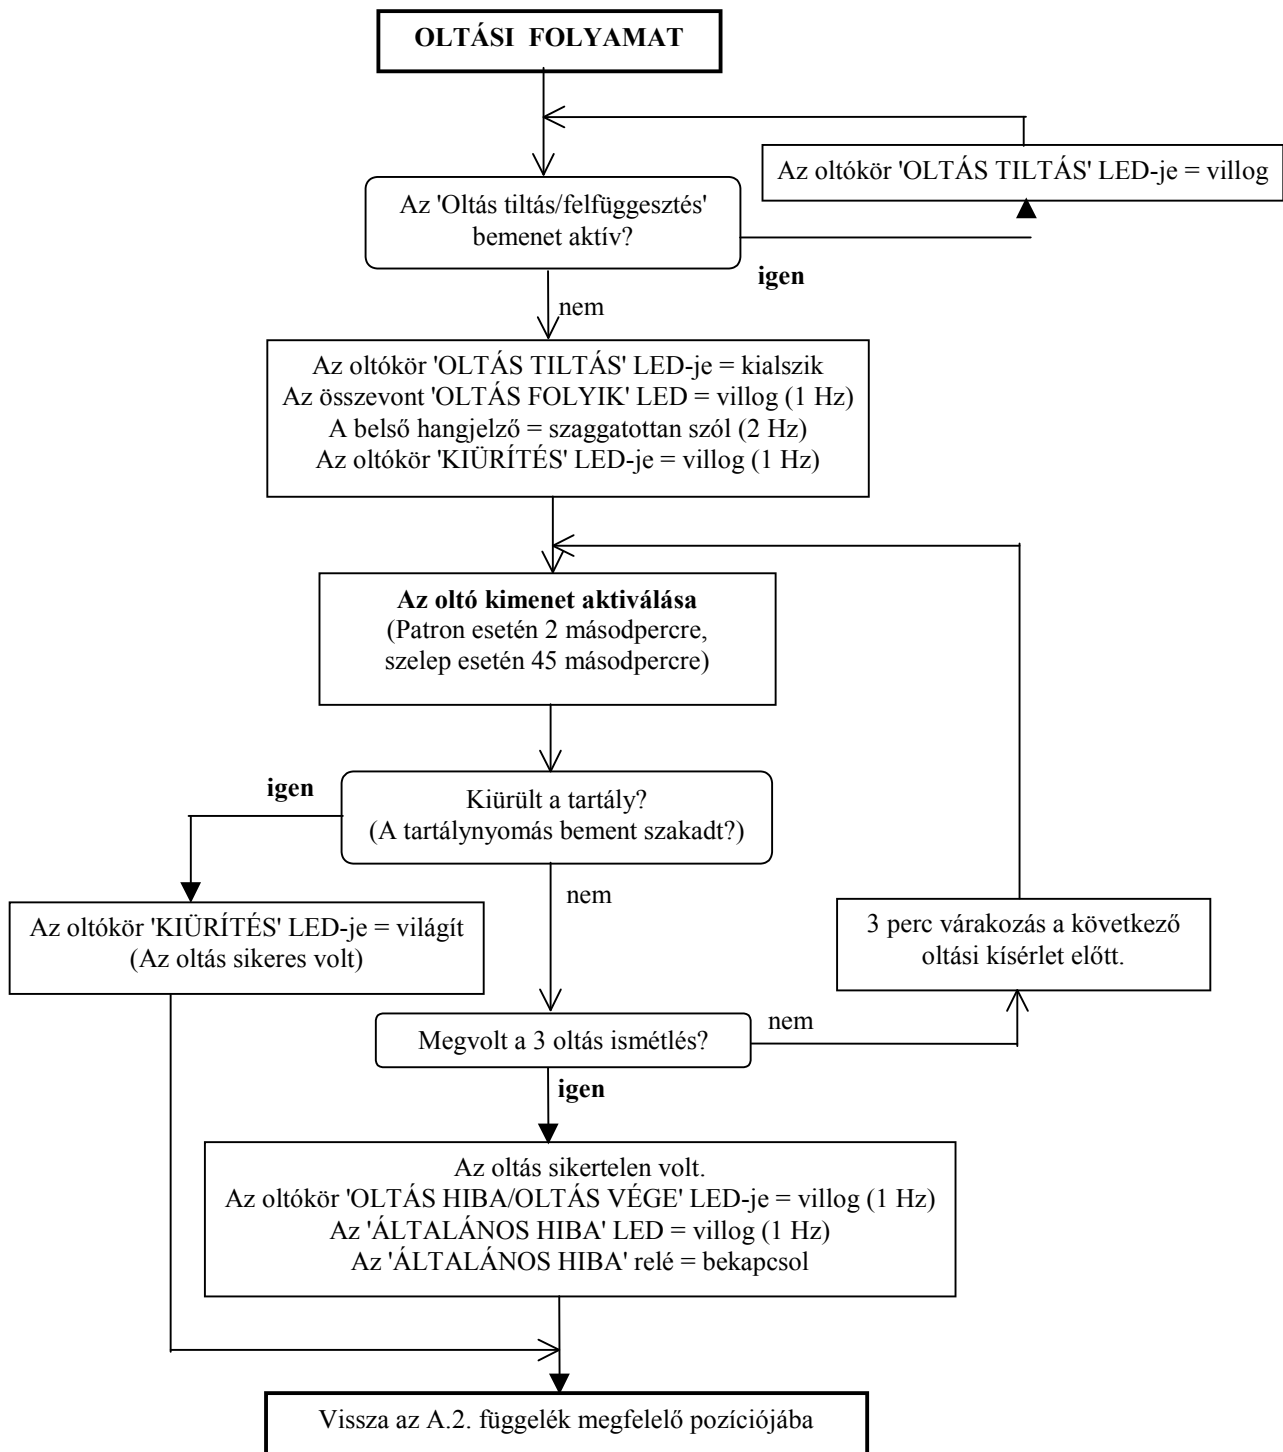 OLTÁSI FOLYAMAT
Az oltókör 'OLTÁS TILTÁS' LED-je = villog
Az 'Oltás tiltás/felfüggesztés'
bemenet aktív?
igen
nem
Az oltókör 'OLTÁS TILTÁS' LED-je = kialszik
Az összevont 'OLTÁS FOLYIK' LED = villog (1 Hz)
A belső hangjelző = szaggatottan szól (2 Hz)
Az oltókör 'KIÜRÍTÉS' LED-je = villog (1 Hz)
Az oltó kimenet aktiválása
(Patron esetén 2 másodpercre,
szelep esetén 45 másodpercre)
igen
Kiürült a tartály?
(A tartálynyomás bement szakadt?)
nem
Az oltókör 'KIÜRÍTÉS' LED-je = világít
(Az oltás sikeres volt)
3 perc várakozás a következő
oltási kísérlet előtt.
Megvolt a 3 oltás ismétlés?
nem
igen
Az oltás sikertelen volt.
Az oltókör 'OLTÁS HIBA/OLTÁS VÉGE' LED-je = villog (1 Hz)
Az 'ÁLTALÁNOS HIBA' LED = villog (1 Hz)
Az 'ÁLTALÁNOS HIBA' relé = bekapcsol
Vissza az A.2. függelék megfelelő pozíciójába